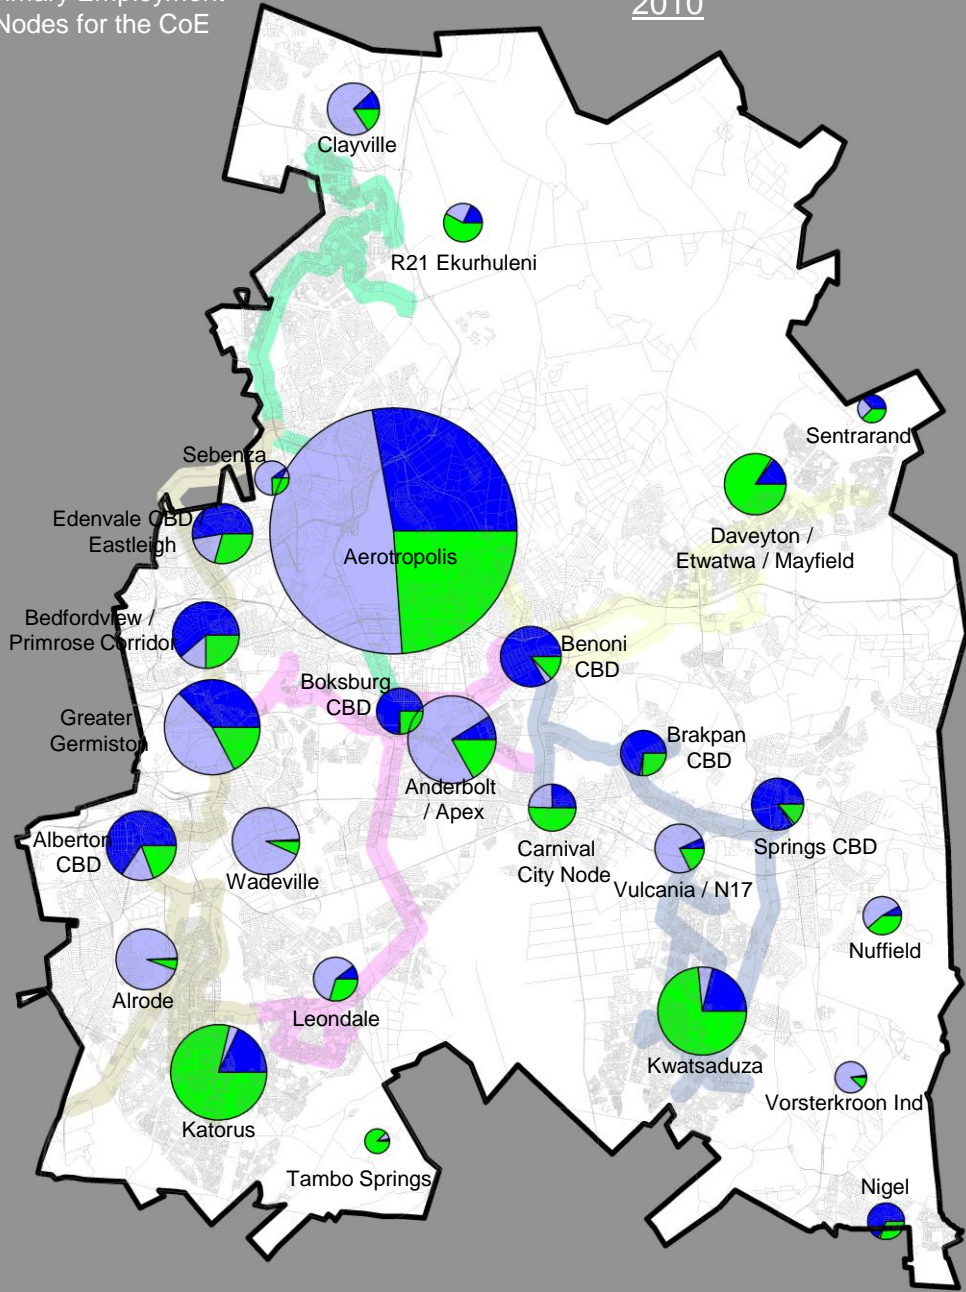 Employment
Nodes for the CoE
2010
Clayville
R21 Ekurhuleni
Sentrarand
Sebenza
Edenvale CBD /
Eastleigh
Aerotropolis
Daveyton /
Etwatwa / Mayfield
Bedfordview /
Primrose Corridor
Benoni
CBD
Boksburg
CBD
Greater
Germiston
Brakpan
CBD
Anderbolt
/ Apex
Alberton
CBD
Wadeville
Carnival
City Node
Springs CBD
Vulcania / N17
Nuffield
Alrode
Leondale
Kwatsaduza
Vorsterkroon Ind
Katorus
Tambo Springs
Nigel